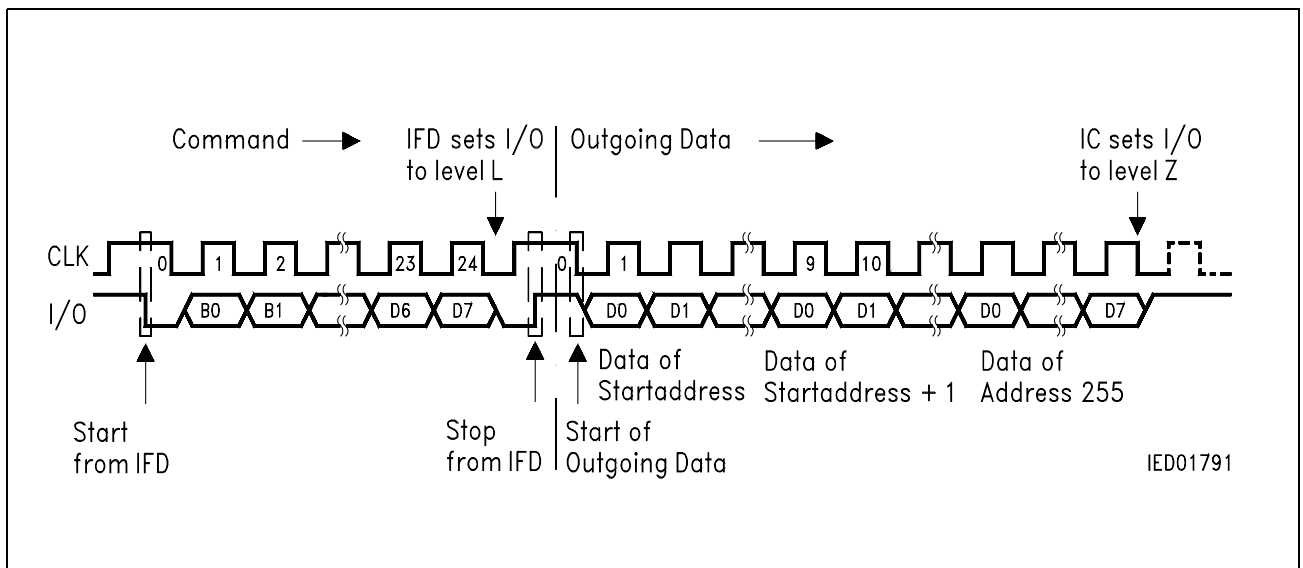 Command
IFD sets I/O
to level L
Outgoing Data
IC sets I/O
to level Z
CLK
0 1 2 23 24 0 1 9 10
I/O
B0 B1 D6 D7 D0 D1 D0 D1 D0 D7
Data of
Startaddress
Data of
Startaddress + 1
Data of
Address 255
Start
from IFD
Stop
from IFD
Start of
Outgoing Data
IED01791